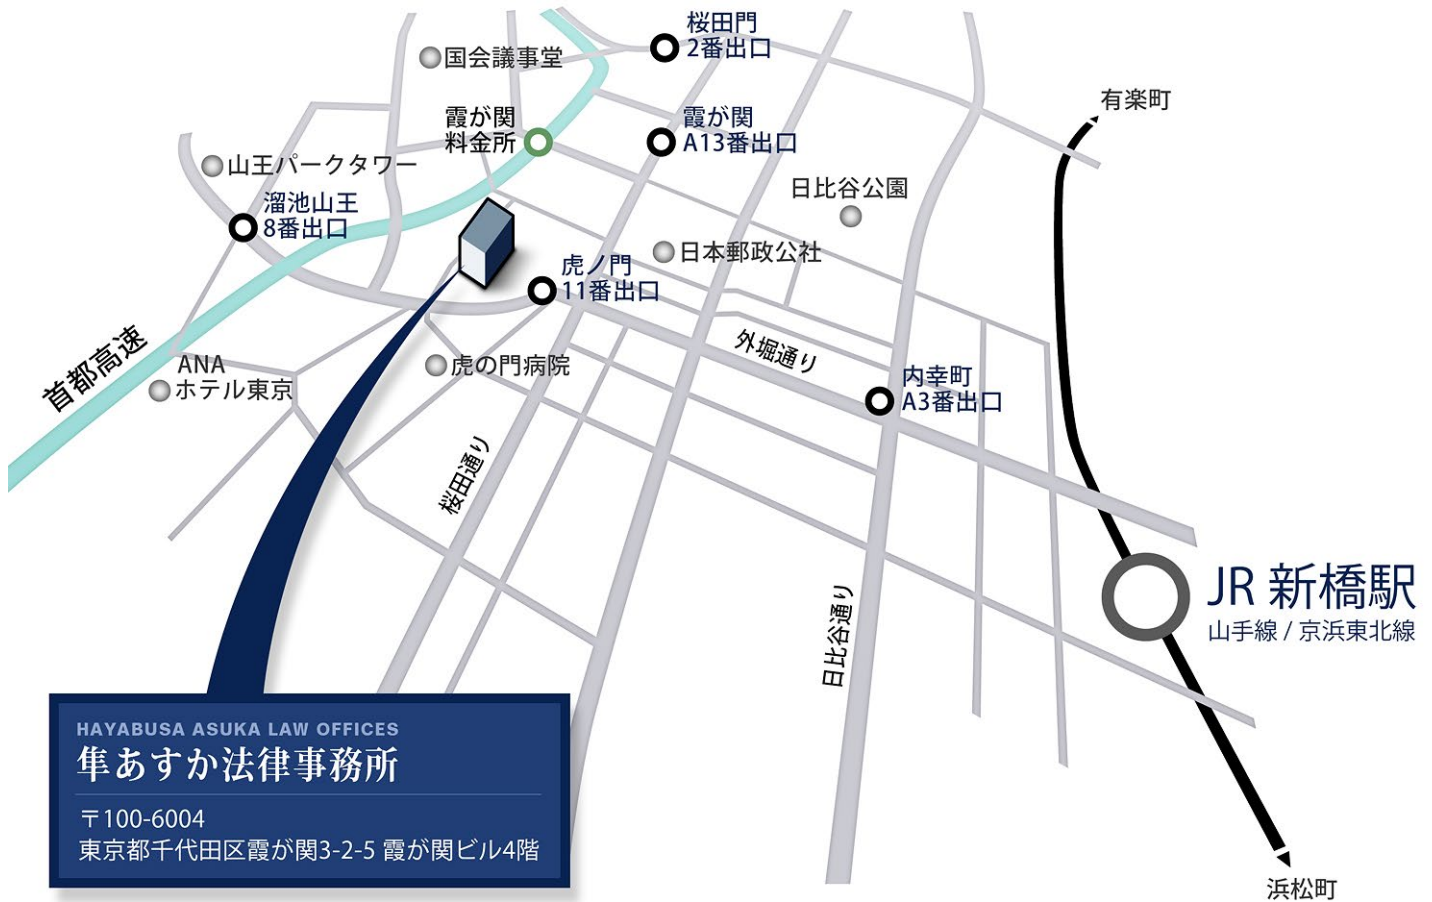 桜田門
2番出口
国会議事堂
有楽町
霞が関
料金所
霞が関
A13番出口
山王パークタワー
日比谷公園
溜池山王
8番出口
日本郵政公社
虎ノ門
11番出口
外堀通り
首都高速
ANA
ホテル東京
虎の門病院
内幸町
A3番出口
桜田通り
JR 新橋駅
山手線 / 京浜東北線
日比谷通り
HAYABUSA ASUKA LAW OFFICES
隼あすか法律事務所
〒100-6004
東京都千代田区霞が関3-2-5 霞が関ビル4階
浜松町